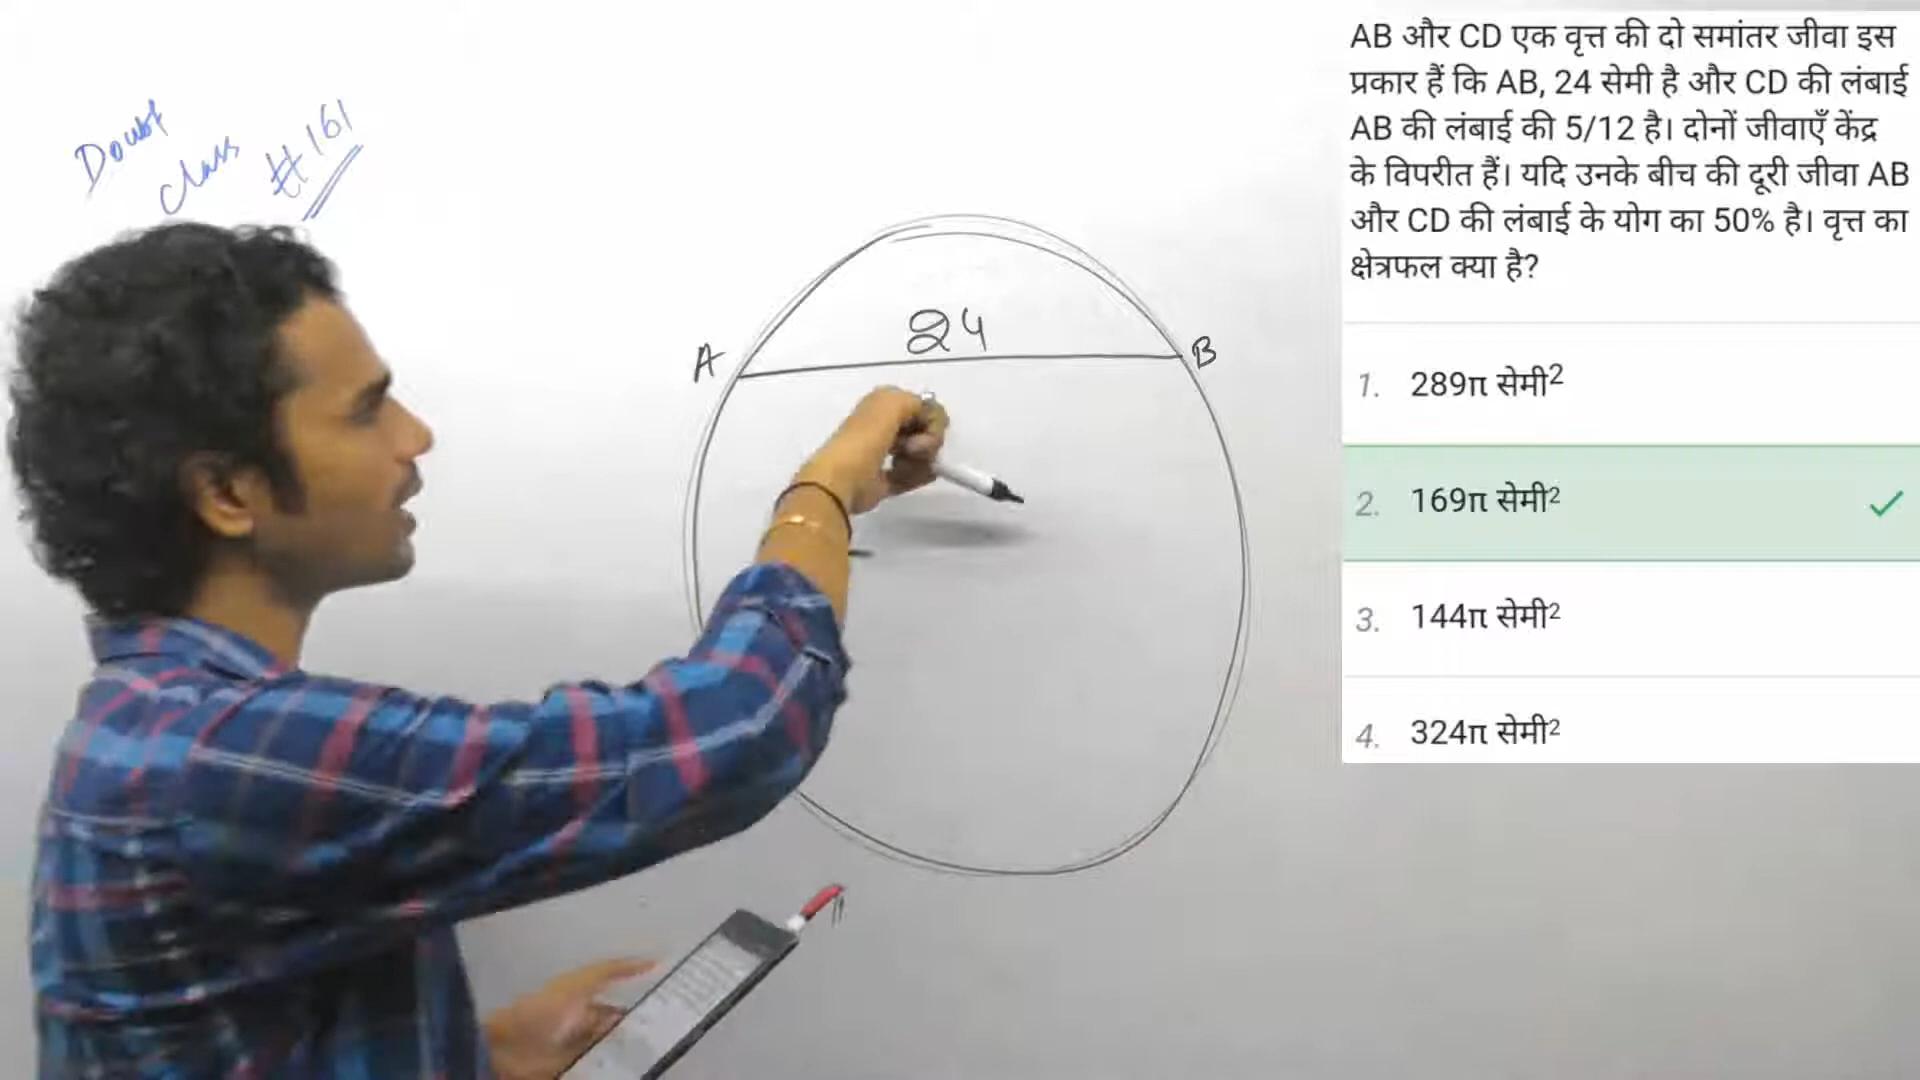 Doubt
class
#161
A
24
B
AB और CD एक वृत्त की दो समांतर जीवा इस
प्रकार हैं कि AB, 24 सेमी है और CD की लंबाई
AB की लंबाई की 5/12 है। दोनों जीवाएँ केंद्र
के विपरीत हैं। यदि उनके बीच की दूरी जीवा AB
और CD की लंबाई के योग का 50% है। वृत्त का
क्षेत्रफल क्या है?
1. 289π सेमी²
2. 169π सेमी²
3. 144π सेमी²
4. 324π सेमी²